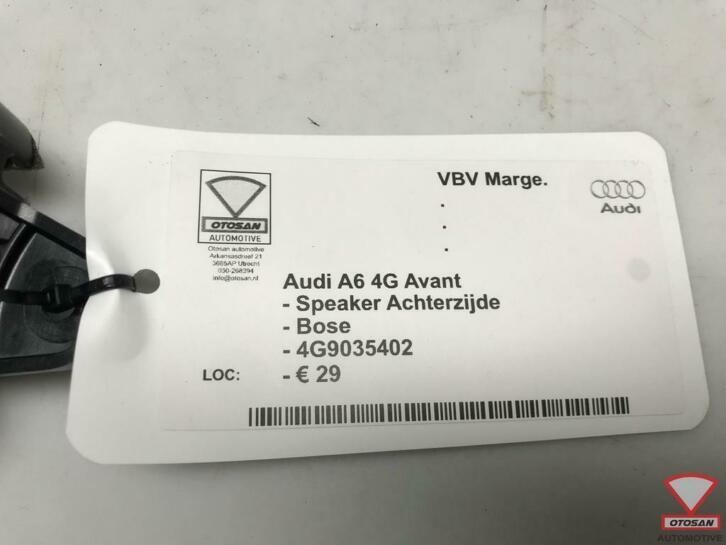 VBV Marge.
.
.
.
OTOSAN
AUTOMOTIVE
Otosan automotive
Arkansasdreef 21
3565AP Utrecht
030-268394
info@otosan.nl
Audi
Audi A6 4G Avant
- Speaker Achterzijde
- Bose
- 4G9035402
LOC: - € 29
OTOSAN
AUTOMOTIVE